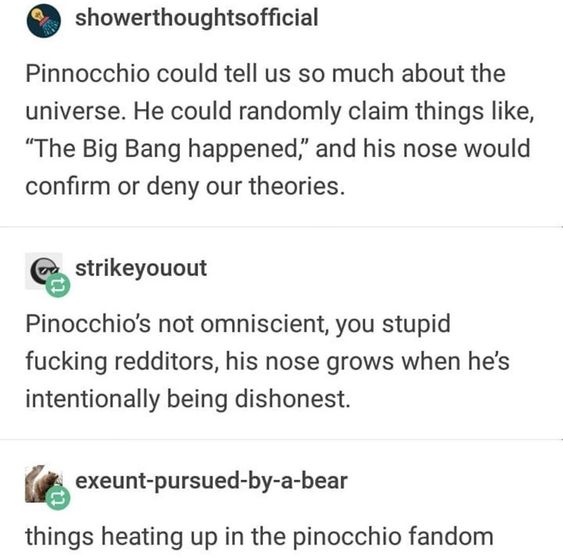 showerthoughtsofficial
Pinnocchio could tell us so much about the
universe. He could randomly claim things like,
“The Big Bang happened,” and his nose would
confirm or deny our theories.
strikeyouout
Pinocchio’s not omniscient, you stupid
fucking redditors, his nose grows when he’s
intentionally being dishonest.
exeunt-pursued-by-a-bear
things heating up in the pinocchio fandom